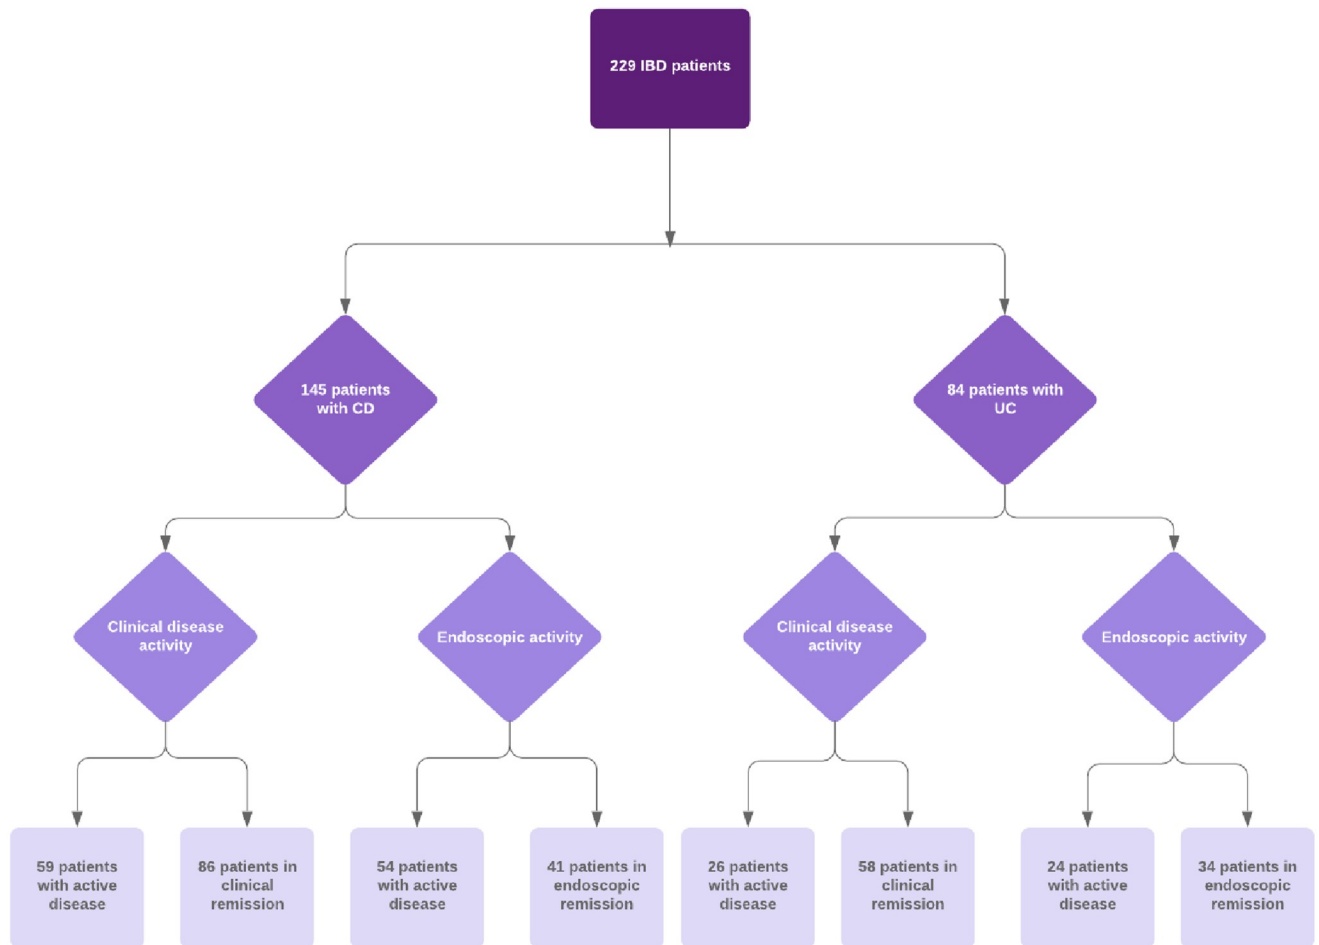 229 IBD patients
145 patients
with CD
84 patients with
UC
Clinical disease
activity
Endoscopic activity
Clinical disease
activity
Endoscopic activity
59 patients
with active
disease
86 patients in
clinical
remission
54 patients
with active
disease
41 patients in
endoscopic
remission
26 patients
with active
disease
58 patients in
clinical
remission
24 patients
with active
disease
34 patients in
endoscopic
remission